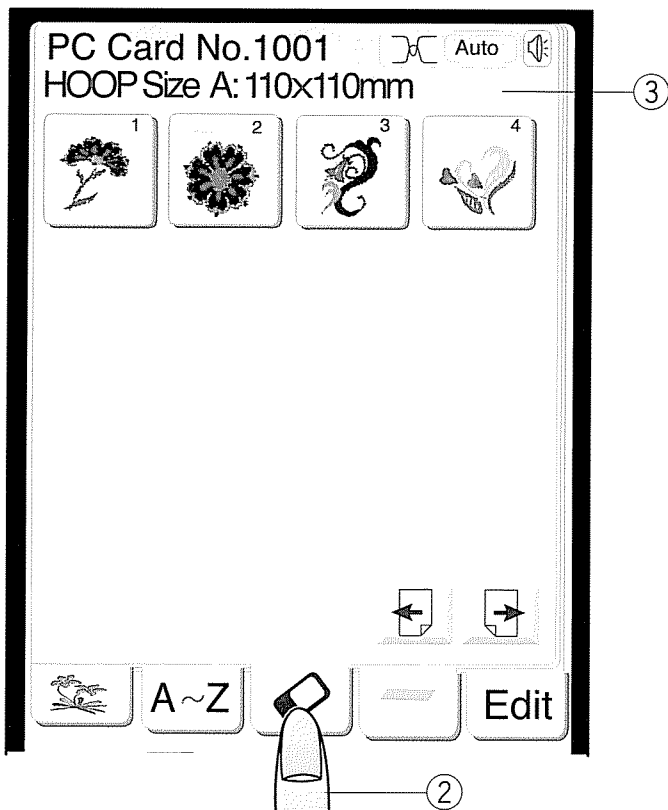 PC Card No.1001 Auto
HOOP Size A: 110x110mm
③
1 2 3 4
A~Z Edit
②